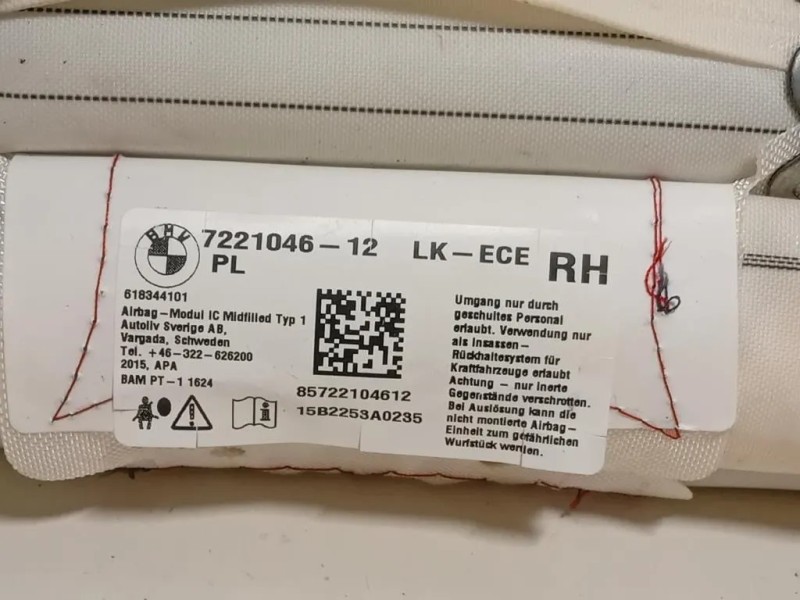 BMW
7221046-12 LK-ECE RH
PL
618344101
Airbag-Modul IC Midfilled Typ 1
Autoliv Sverige AB,
Vargada, Schweden
Tel. +46-322-626200
2015, APA
BAM PT-1 1624
85722104612
15B2253A0235
Umgang nur durch
geschultes Personal
erlaubt. Verwendung nur
als Insassen-
Rückhaltesystem für
Kraftfahrzeuge erlaubt
Achtung - nur inerte
Gegenstände verschrotten.
Bei Auslösung kann die
nicht montierte Airbag-
Einheit zum gefährlichen
Wurfstück werden.